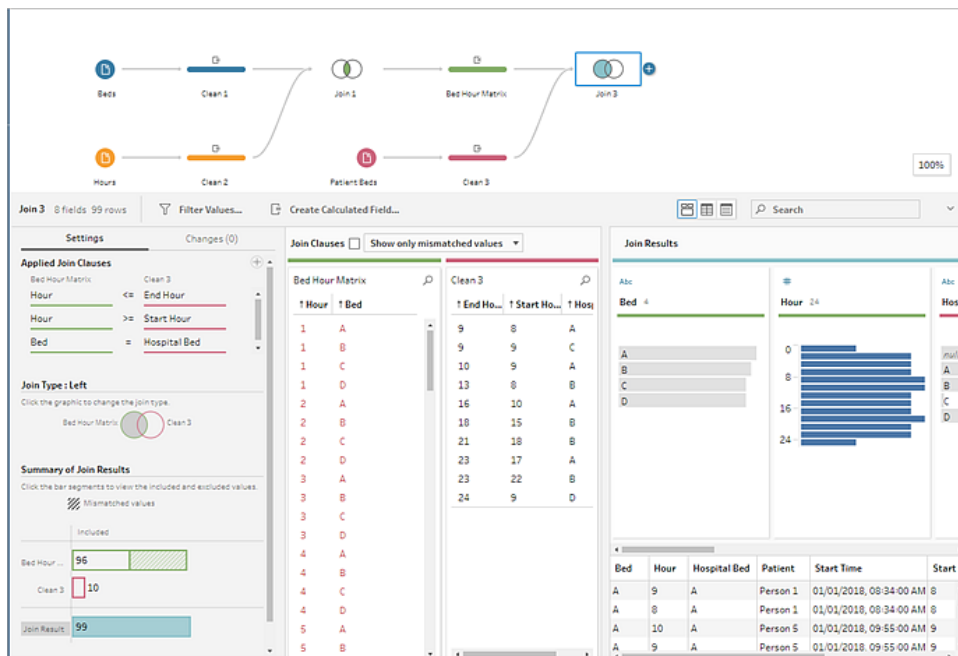 Beds
Clean 1
Join 1
Bed Hour Matrix
Join 3
Hours
Clean 2
Patient Beds
Clean 3
100%
Join 3 8 fields 99 rows Filter Values... Create Calculated Field... Search
Settings Changes (0)
Applied Join Clauses
Bed Hour Matrix Clean 3
Hour <= End Hour
Hour >= Start Hour
Bed = Hospital Bed
Join Type : Left
Click the graphic to change the join type.
Bed Hour Matrix Clean 3
Summary of Join Results
Click the bar segments to view the included and excluded values.
Mismatched values
Included
Bed Hour ... 96
Clean 3 10
Join Result 99
Join Clauses Show only mismatched values
Bed Hour Matrix
Hour Bed
1 A
1 B
1 C
1 D
2 A
2 B
2 C
2 D
3 A
3 B
3 C
3 D
4 A
4 B
4 C
4 D
5 A
5 B
Clean 3
End Ho... Start Ho... Hosp
9 8 A
9 9 C
10 9 A
13 8 B
16 10 A
18 15 B
21 18 B
23 17 A
23 22 B
24 9 D
Join Results
Abc
Bed 4
A
B
C
D
#
Hour 24
0
8
16
24
Abc
Hos
null
A
B
C
D
Bed Hour Hospital Bed Patient Start Time Start
A 9 A Person 1 01/01/2018, 08:34:00 AM 8
A 8 A Person 1 01/01/2018, 08:34:00 AM 8
A 10 A Person 5 01/01/2018, 09:55:00 AM 9
A 9 A Person 5 01/01/2018, 09:55:00 AM 9